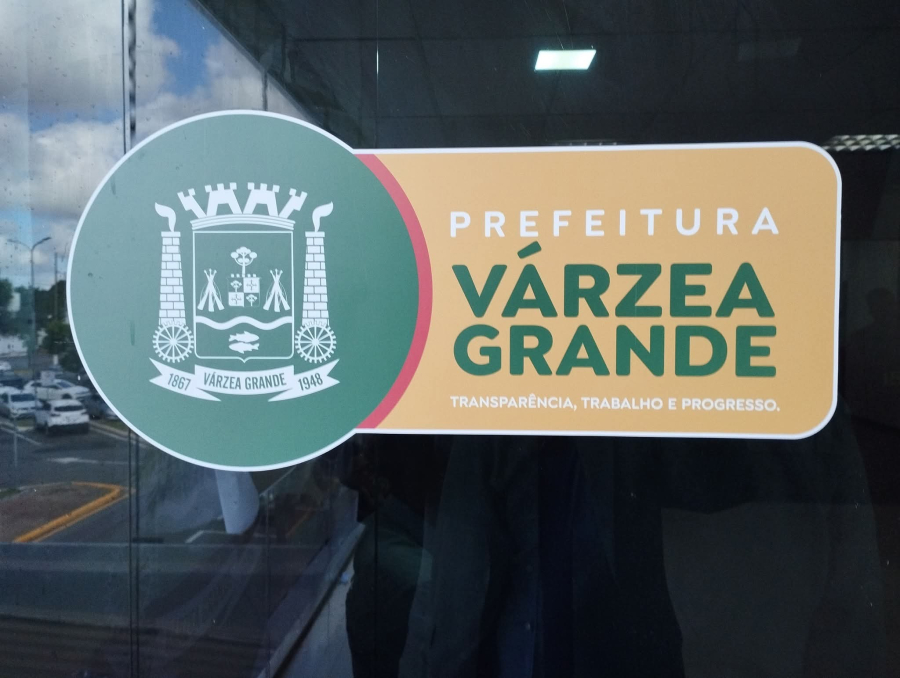 1867 VÁRZEA GRANDE 1948
PREFEITURA
VÁRZEA
GRANDE
TRANSPARÊNCIA, TRABALHO E PROGRESSO.